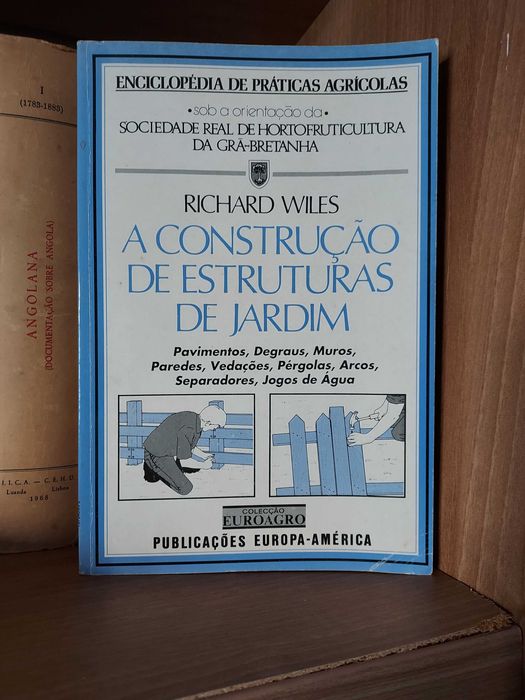 ENCICLOPÉDIA DE PRÁTICAS AGRÍCOLAS
•sob a orientação da•
SOCIEDADE REAL DE HORTOFRUTICULTURA
DA GRÃ-BRETANHA
RICHARD WILES
A CONSTRUÇÃO
DE ESTRUTURAS
DE JARDIM
Pavimentos, Degraus, Muros,
Paredes, Vedações, Pérgolas, Arcos,
Separadores, Jogos de Água
COLECÇÃO
EUROAGRO
PUBLICAÇÕES EUROPA-AMÉRICA
I
(1783-1883)
ANGOLANA
(DOCUMENTAÇÃO SOBRE ANGOLA)
I. I. C. A. — C. E. H. U.
Luanda Lisboa
1968